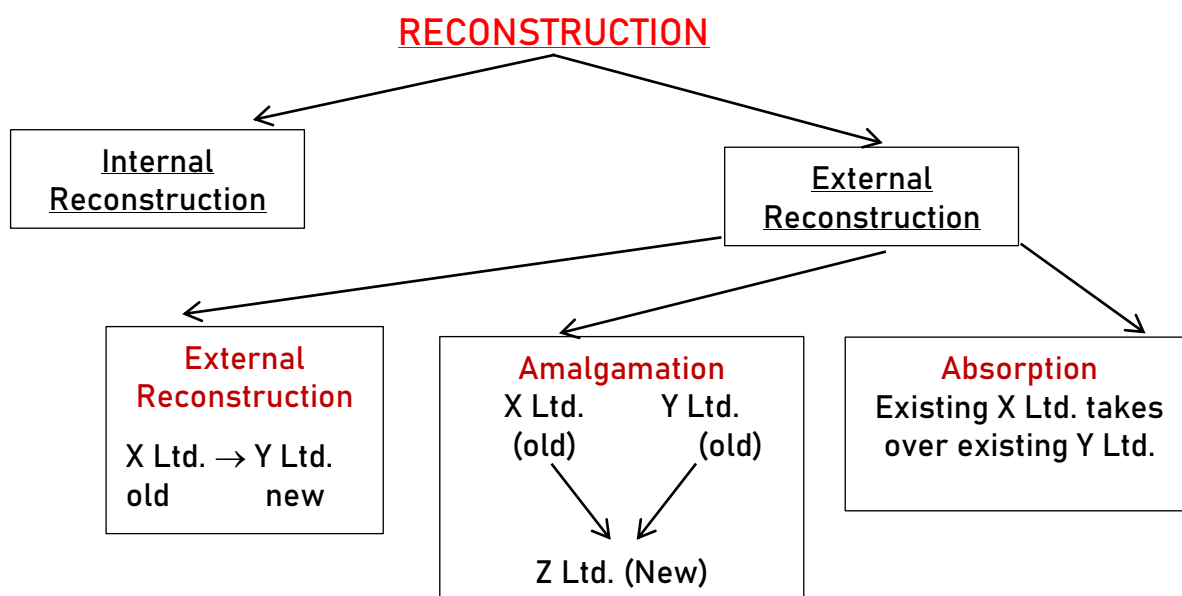 RECONSTRUCTION
Internal
Reconstruction
External
Reconstruction
External
Reconstruction
X Ltd. → Y Ltd.
old new
Amalgamation
X Ltd. Y Ltd.
(old) (old)
Z Ltd. (New)
Absorption
Existing X Ltd. takes
over existing Y Ltd.